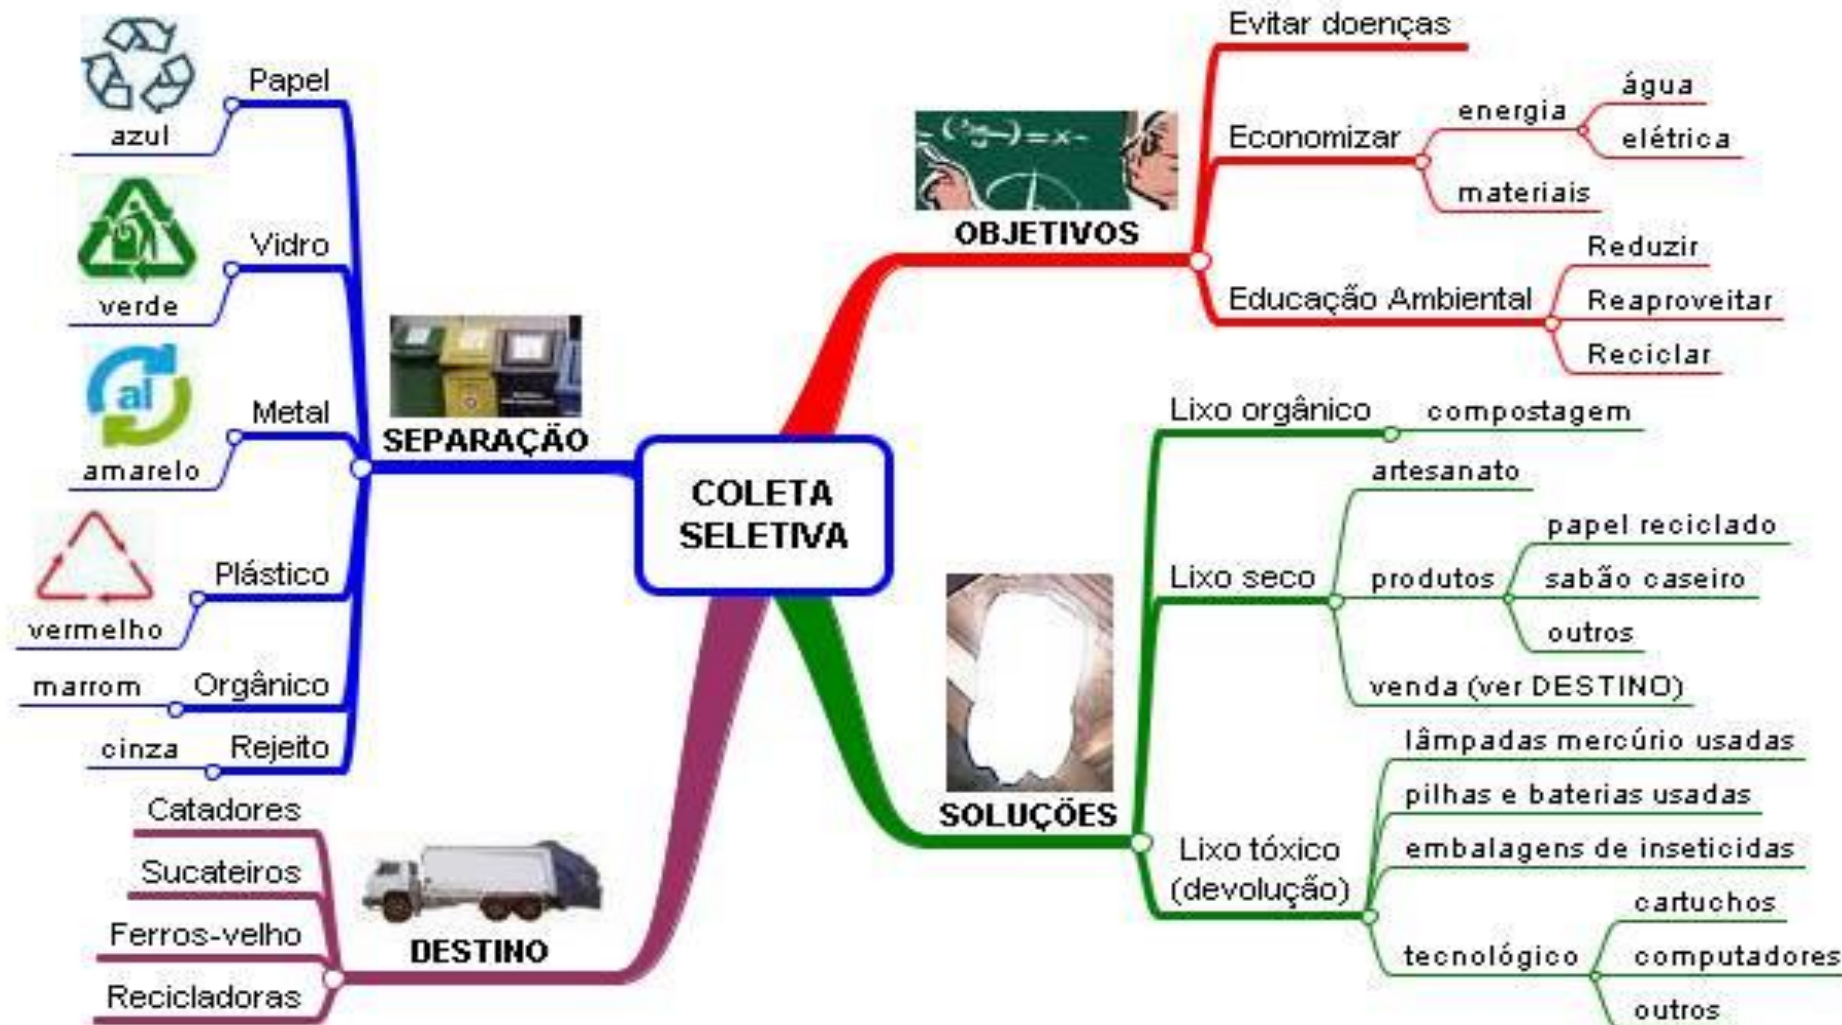 COLETA
SELETIVA
OBJETIVOS
Evitar doenças
Economizar
energia
água
elétrica
materiais
Educação Ambiental
Reduzir
Reaproveitar
Reciclar
SOLUÇÕES
Lixo orgânico
compostagem
Lixo seco
artesanato
produtos
papel reciclado
sabão caseiro
outros
venda (ver DESTINO)
Lixo tóxico
(devolução)
lâmpadas mercúrio usadas
pilhas e baterias usadas
embalagens de inseticidas
tecnológico
cartuchos
computadores
outros
SEPARAÇÃO
Papel
azul
Vidro
verde
al
Metal
amarelo
Plástico
vermelho
Orgânico
marrom
Rejeito
cinza
DESTINO
Catadores
Sucateiros
Ferros-velho
Recicladoras